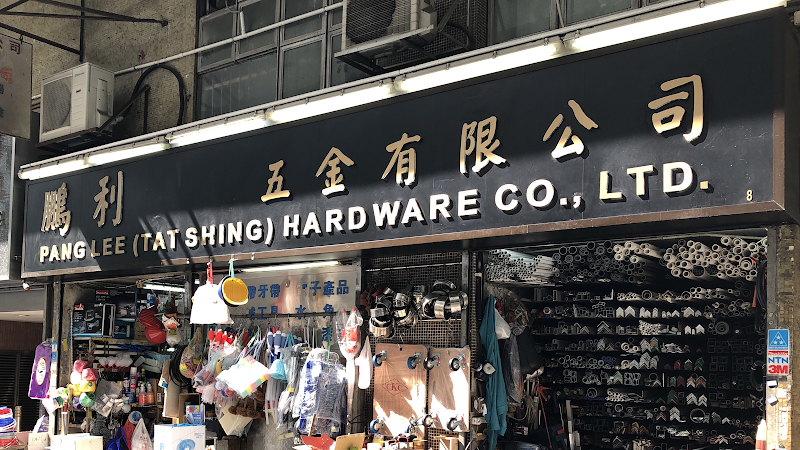 鵬利 五金有限公司
PANG LEE (TAT SHING) HARDWARE CO., LTD.
8
NTN
3M